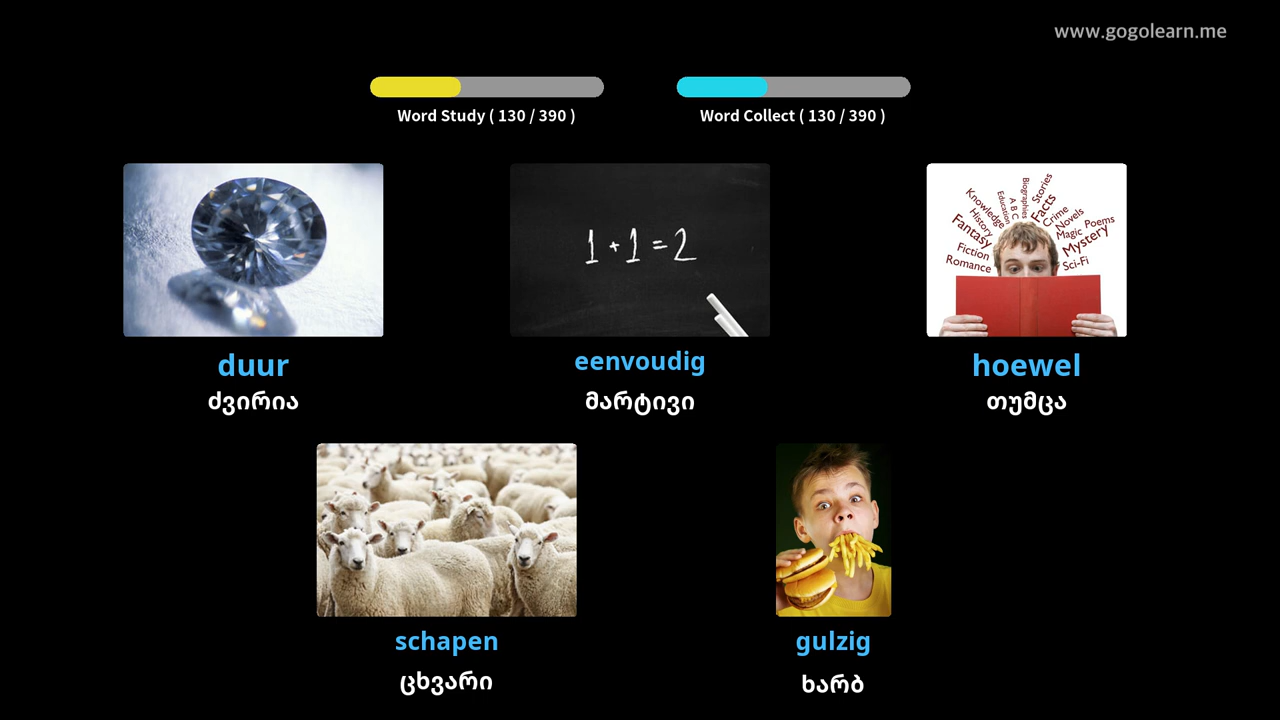 www.gogolearn.me
Word Study ( 130 / 390 )
Word Collect ( 130 / 390 )
1+1=2
Knowledge
History
Fantasy
Fiction
Romance
Education
A B C
Biographies
Stories
Facts
Crime
Novels
Magic
Poems
Mystery
Sci-Fi
duur
ძვირია
eenvoudig
მარტივი
hoewel
თუმცა
schapen
ცხვარი
gulzig
ხარბ